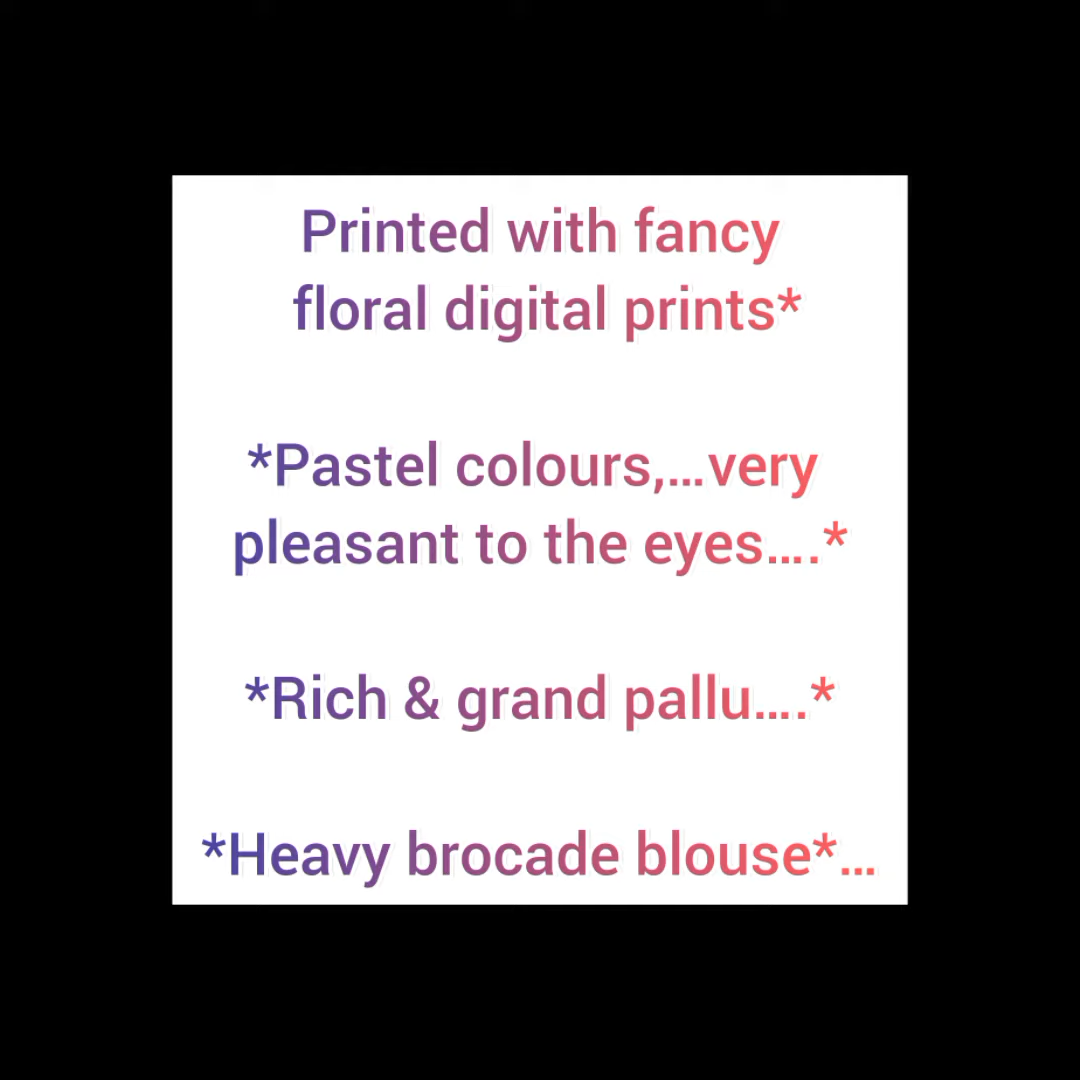 Printed with fancy
floral digital prints*
*Pastel colours,...very
pleasant to the eyes....*
*Rich & grand pallu....*
*Heavy brocade blouse*...